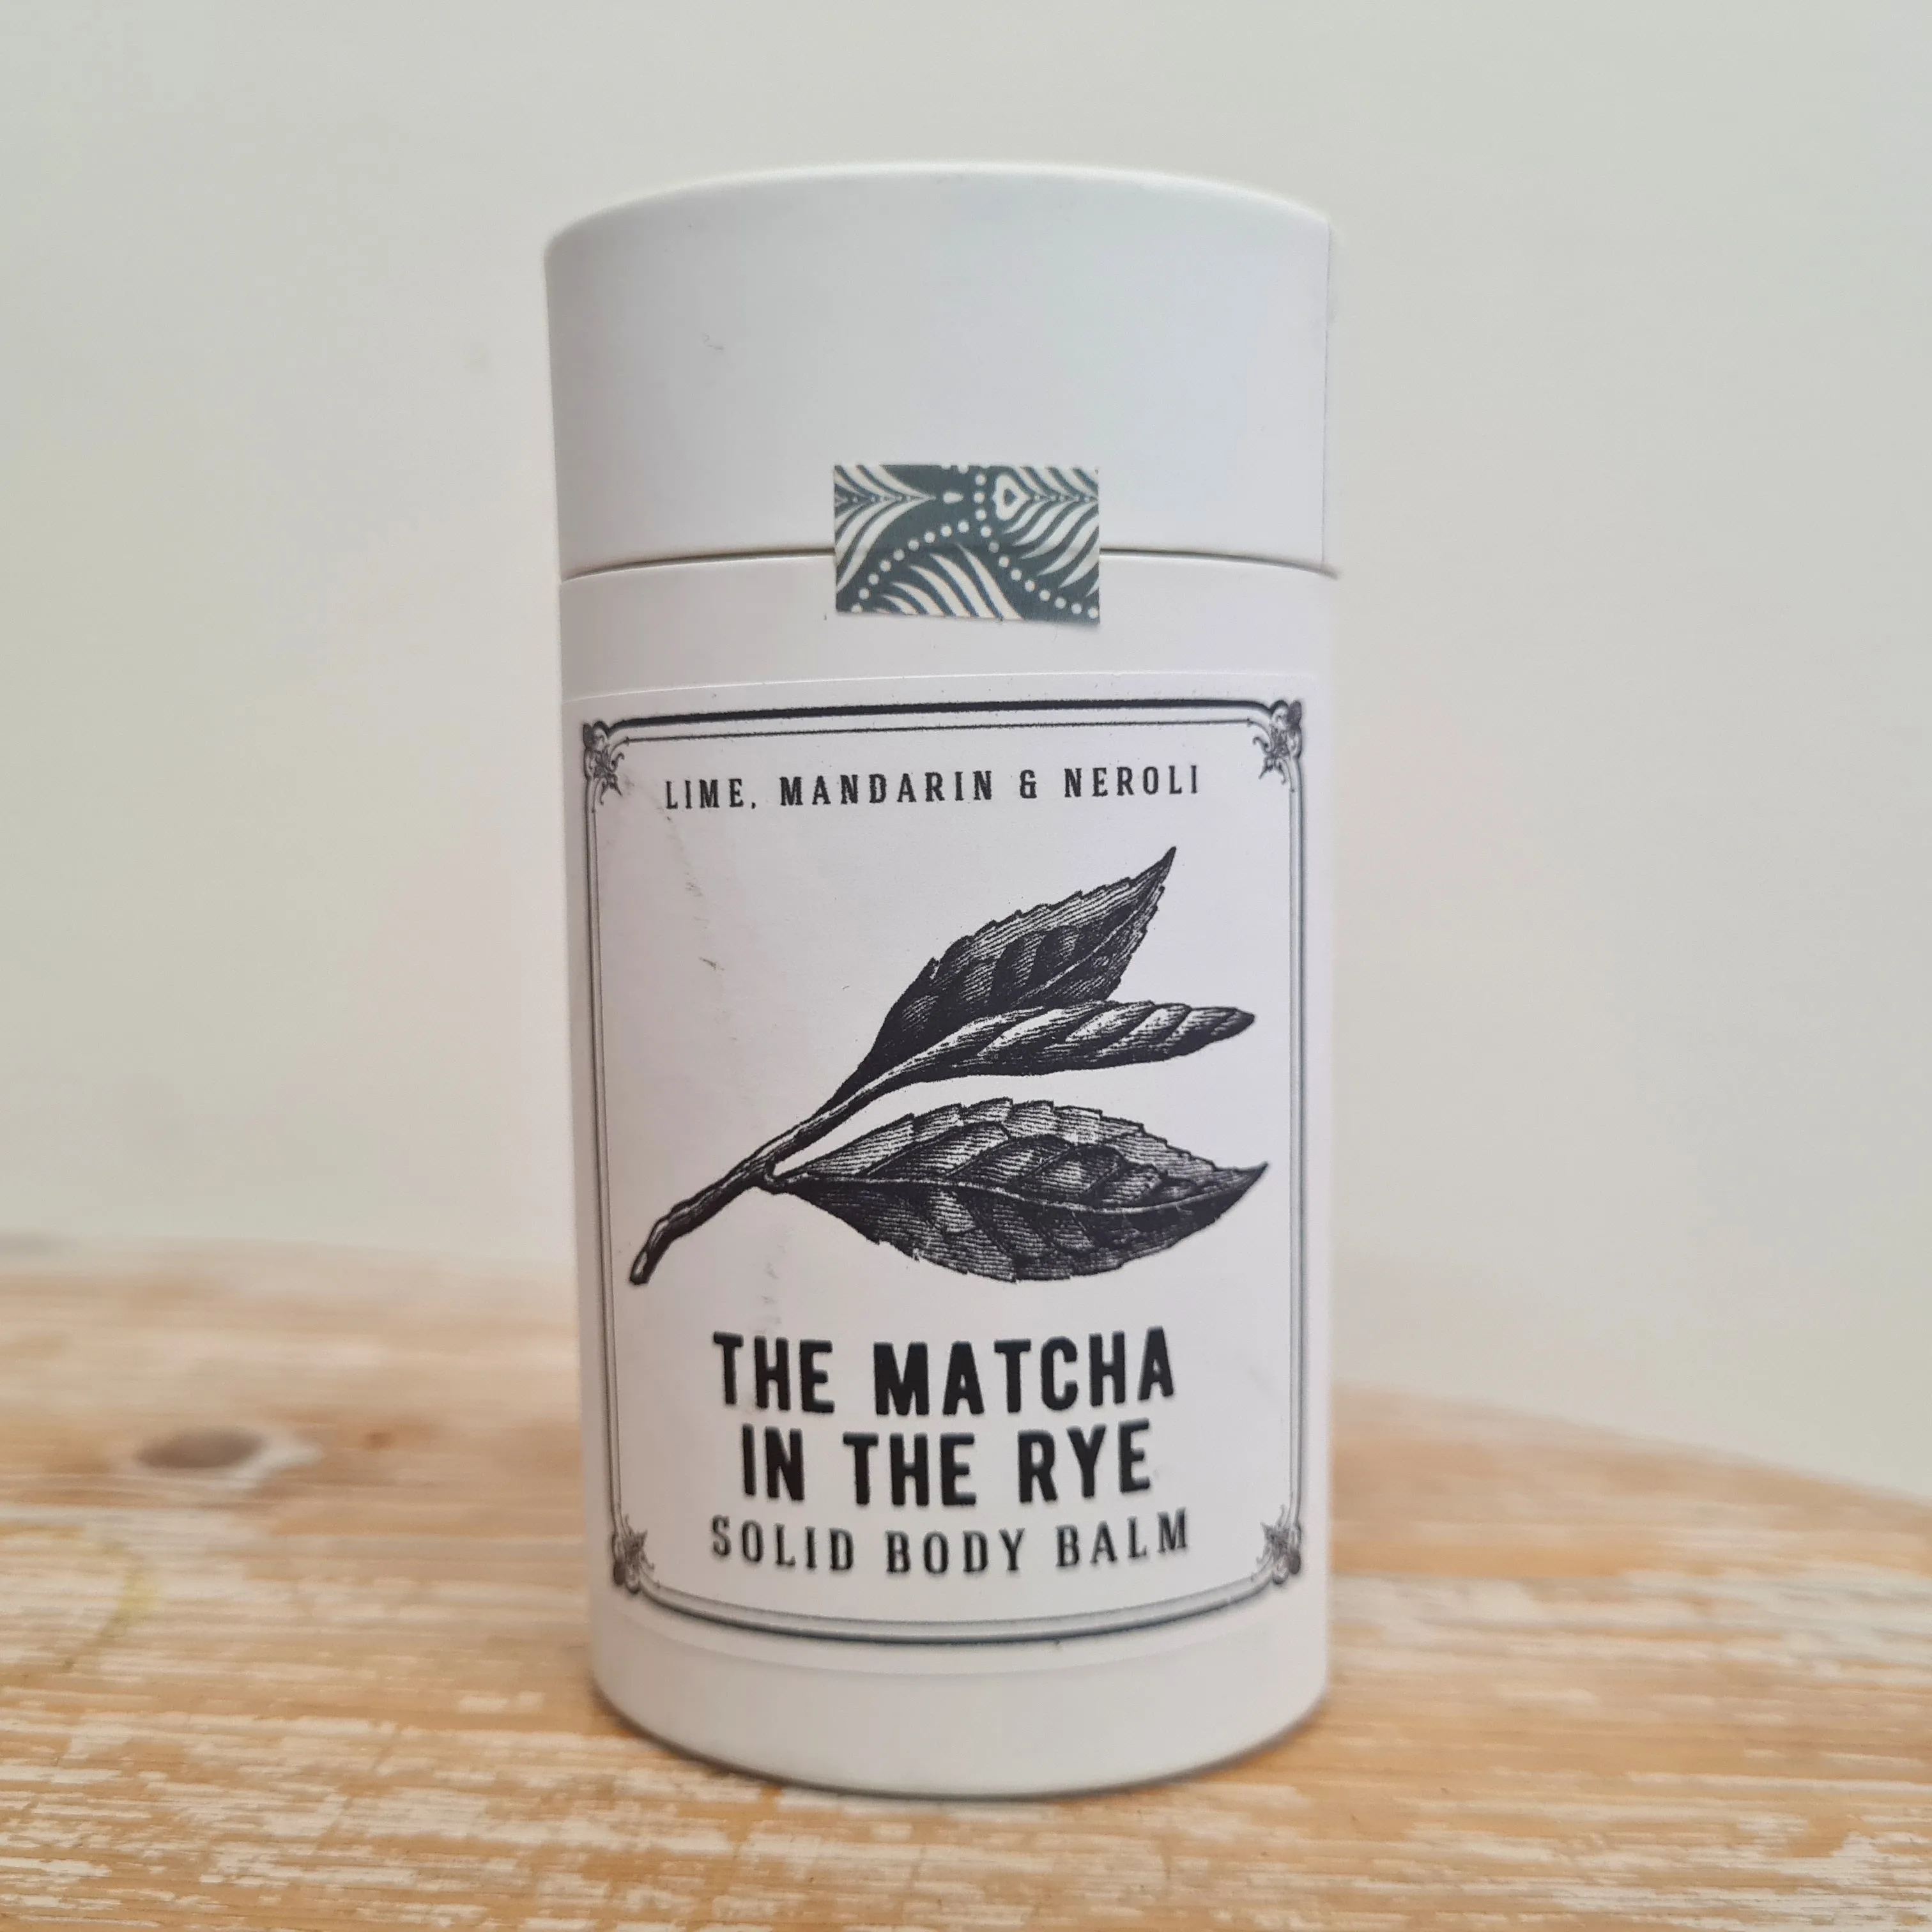 LIME, MANDARIN & NEROLI
THE MATCHA
IN THE RYE
SOLID BODY BALM